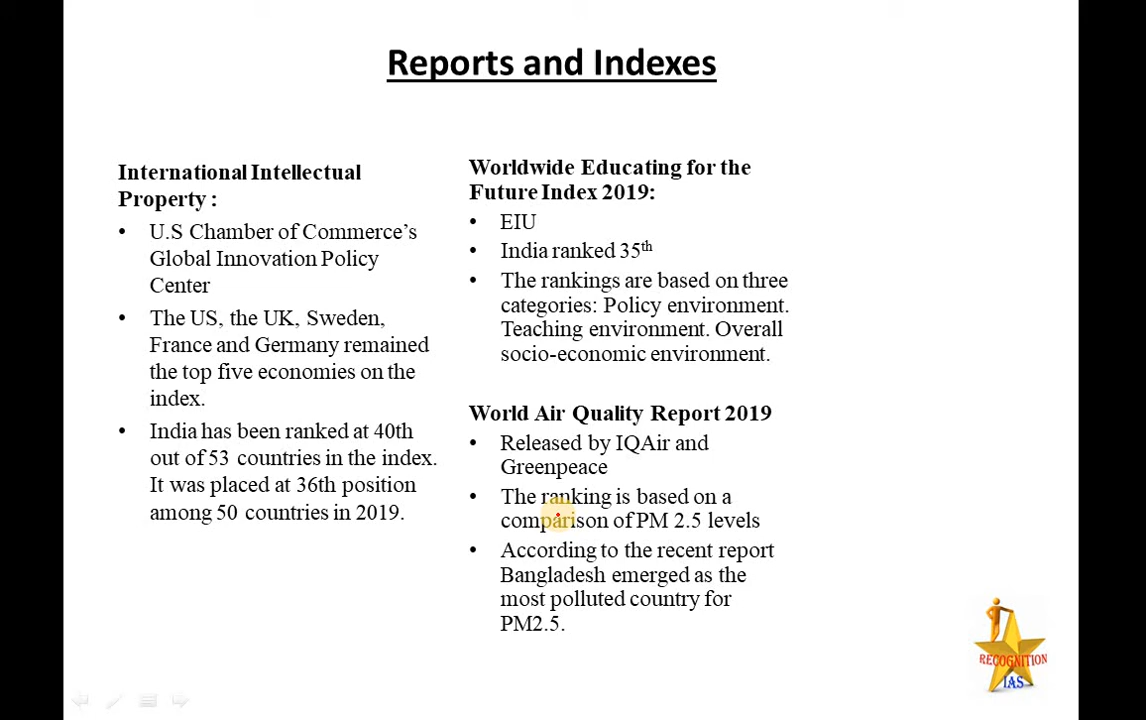 Reports and Indexes
International Intellectual
Property :
• U.S Chamber of Commerce’s
Global Innovation Policy
Center
• The US, the UK, Sweden,
France and Germany remained
the top five economies on the
index.
• India has been ranked at 40th
out of 53 countries in the index.
It was placed at 36th position
among 50 countries in 2019.
Worldwide Educating for the
Future Index 2019:
• EIU
• India ranked 35th
• The rankings are based on three
categories: Policy environment.
Teaching environment. Overall
socio-economic environment.
World Air Quality Report 2019
• Released by IQAir and
Greenpeace
• The ranking is based on a
comparison of PM 2.5 levels
• According to the recent report
Bangladesh emerged as the
most polluted country for
PM2.5.
RECOGNITION
IAS